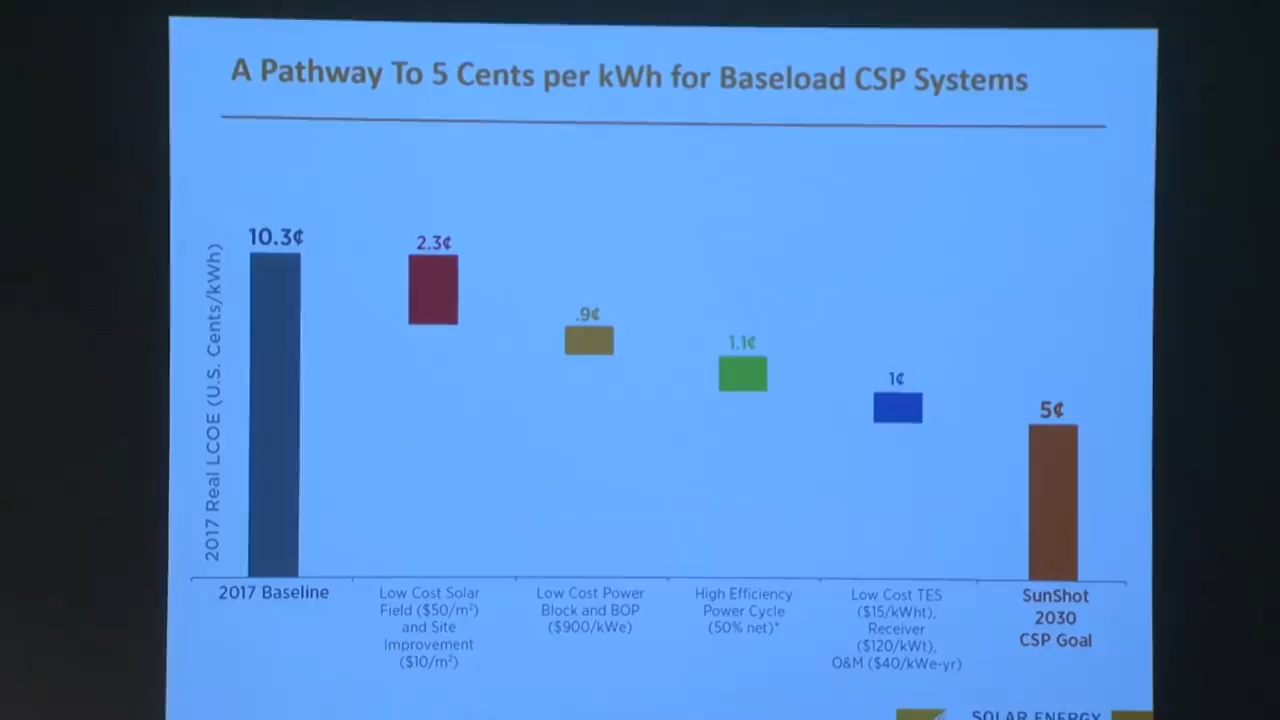 A Pathway To 5 Cents per kWh for Baseload CSP Systems
2017 Real LCOE (U.S. Cents/kWh)
10.3¢
2.3¢
.9¢
1.1¢
1¢
5¢
2017 Baseline
Low Cost Solar
Field ($50/m²)
and Site
Improvement
($10/m²)
Low Cost Power
Block and BOP
($900/kWe)
High Efficiency
Power Cycle
(50% net)*
Low Cost TES
($15/kWht),
Receiver
($120/kWt),
O&M ($40/kWe-yr)
SunShot
2030
CSP Goal
SOLAR ENERGY